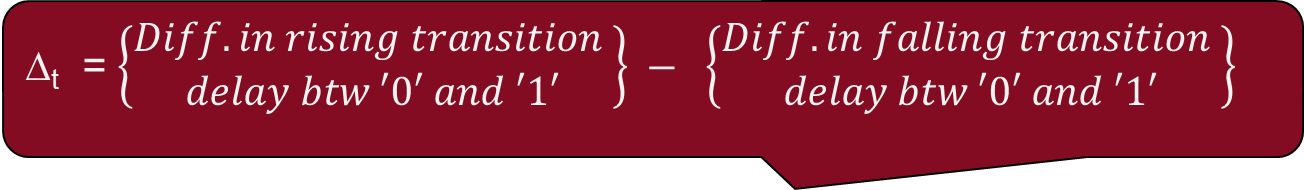 Δt = {Diff. in rising transition delay btw '0' and '1'} − {Diff. in falling transition delay btw '0' and '1'}